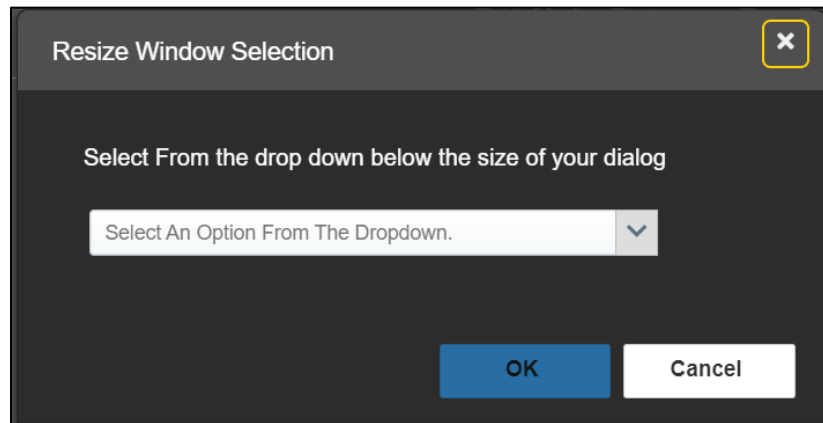 Resize Window Selection
Select From the drop down below the size of your dialog
Select An Option From The Dropdown.
OK
Cancel